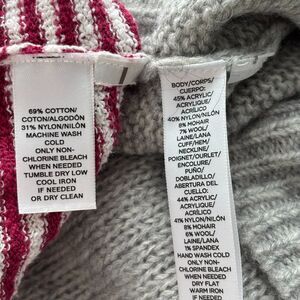 69% COTTON/
COTON/ALGODÓN
31% NYLON/NILÓN
MACHINE WASH
COLD
ONLY NON-
CHLORINE BLEACH
WHEN NEEDED
TUMBLE DRY LOW
COOL IRON
IF NEEDED
OR DRY CLEAN
BODY/CORPS/
CUERPO:
45% ACRYLIC/
ACRYLIQUE/
ACRÍLICO
40% NYLON/NILÓN
8% MOHAIR
7% WOOL/
LAINE/LANA
CUFF/HEM/
NECKLINE/
POIGNET/OURLET/
ENCOLURE/
PUÑO/
DOBLADILLO/
ABERTURA DEL
CUELLO:
44% ACRYLIC/
ACRYLIQUE/
ACRÍLICO
41% NYLON/NILÓN
8% MOHAIR
6% WOOL/
LAINE/LANA
1% SPANDEX
HAND WASH COLD
ONLY NON-
CHLORINE BLEACH
WHEN NEEDED
DRY FLAT
WARM IRON
IF NEEDED